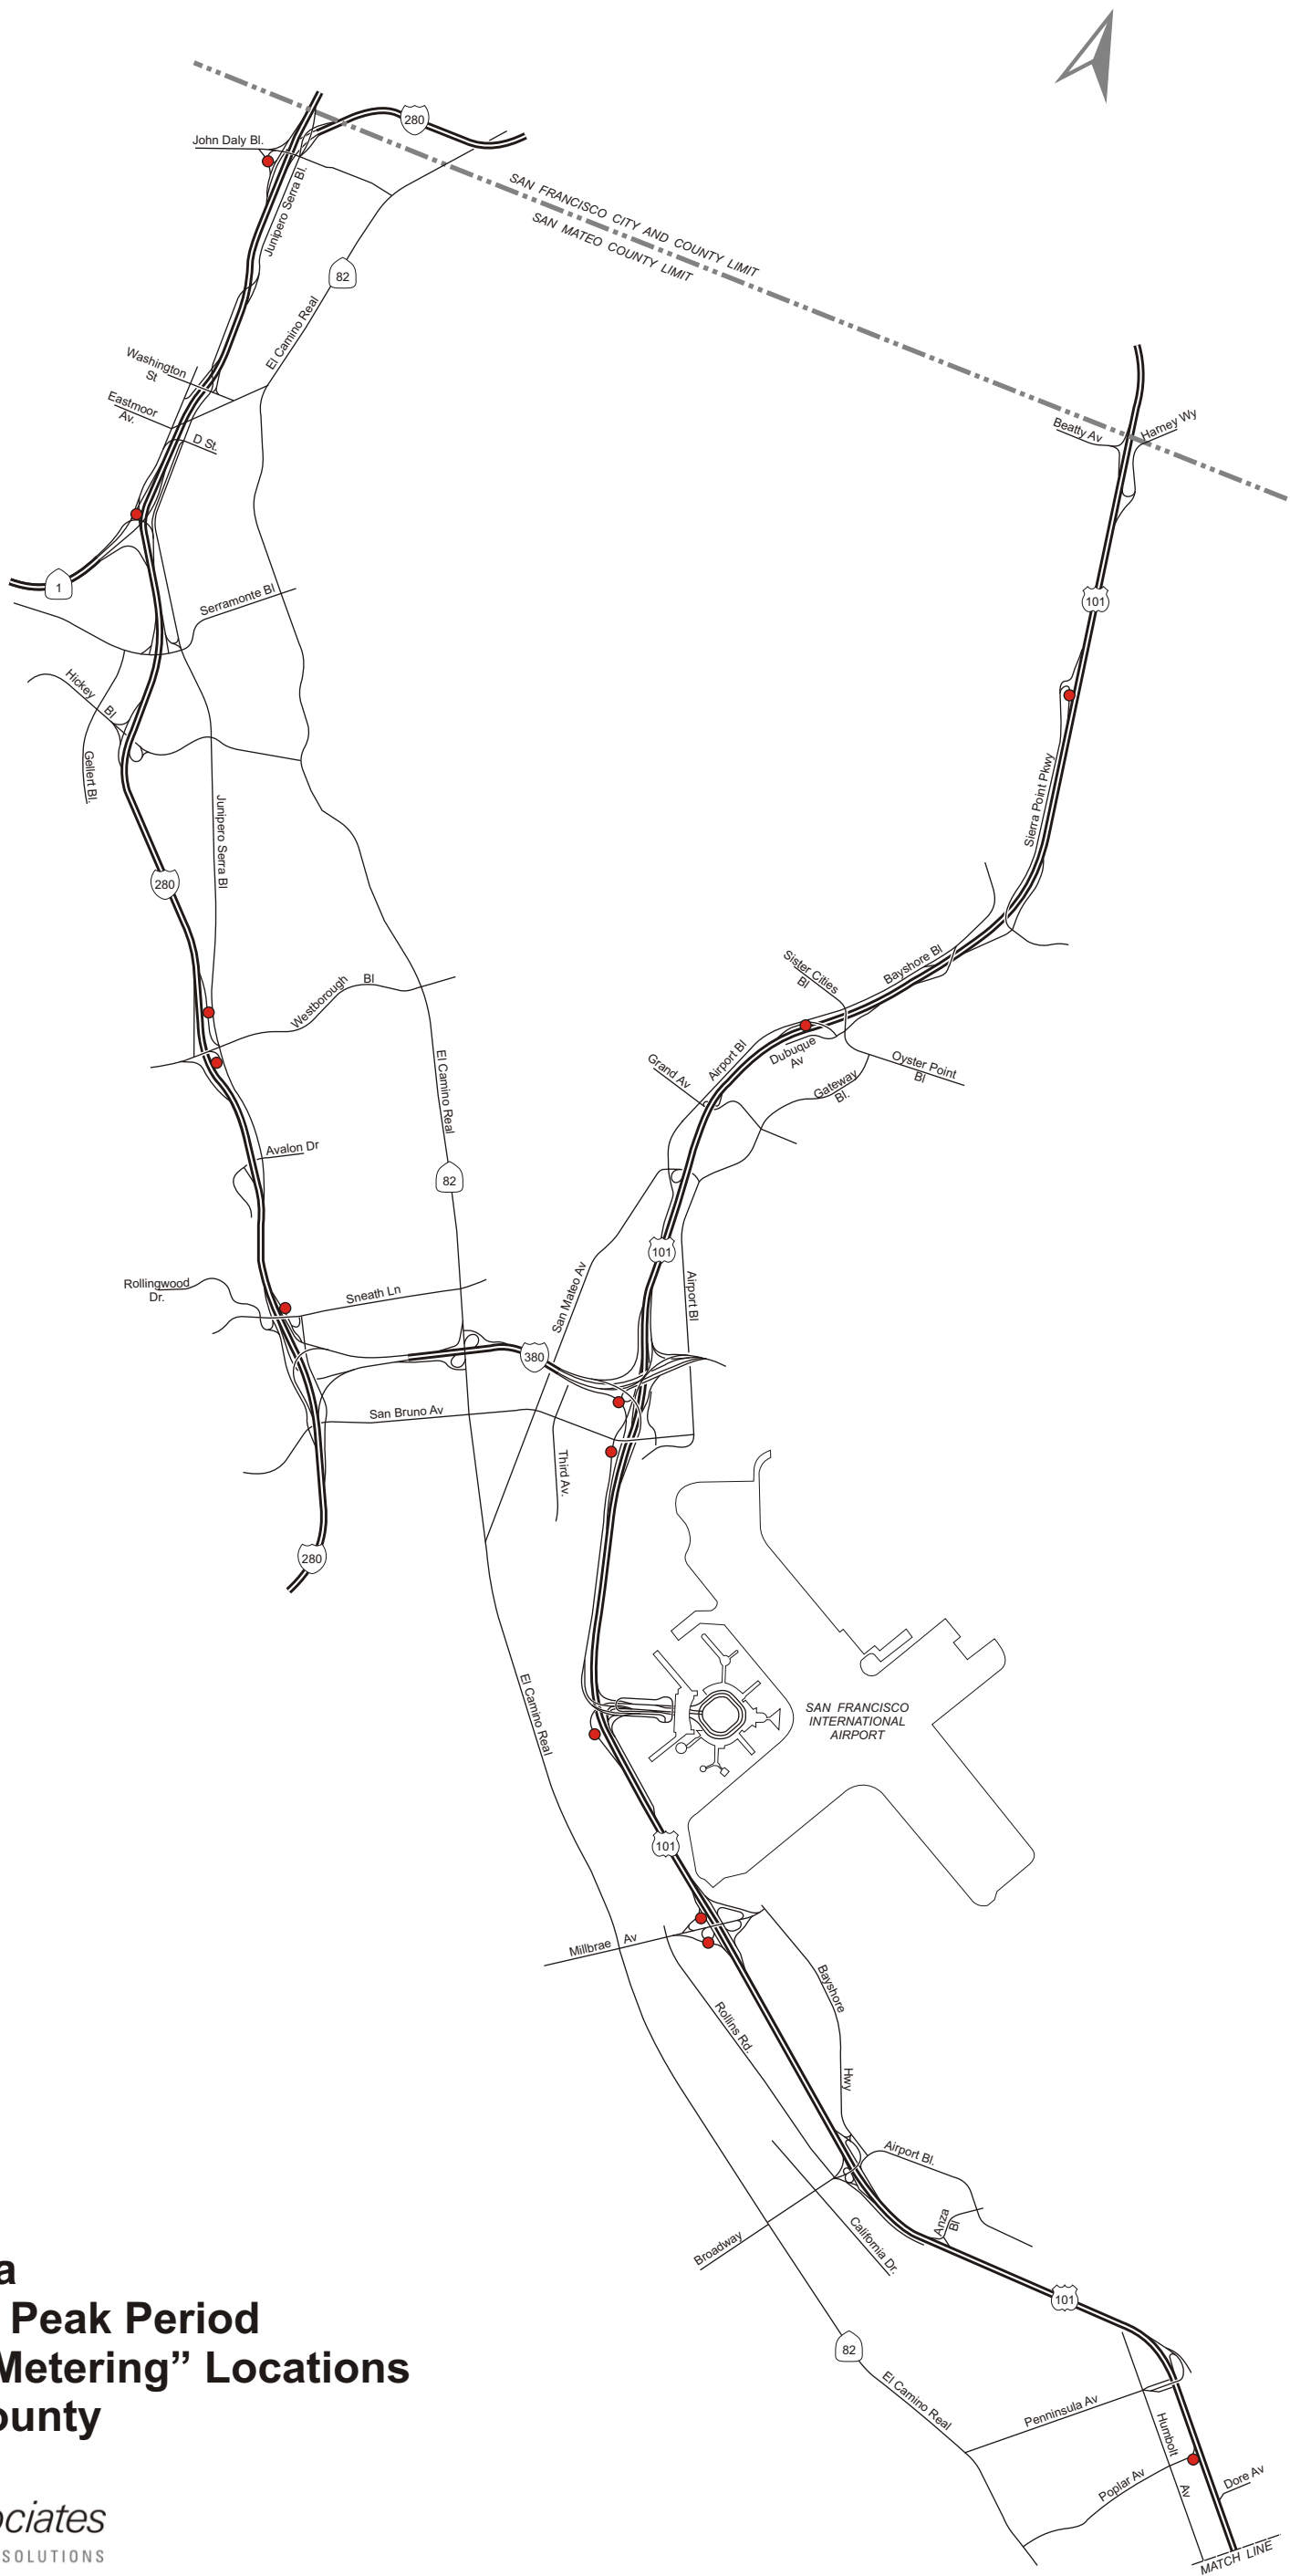 280
John Daly Bl.
Junipero Serra Bl.
SAN FRANCISCO CITY AND COUNTY LIMIT
SAN MATEO COUNTY LIMIT
82
El Camino Real
Washington
St
Eastmoor
Av.
D St.
Beatty Av
Harney Wy
1
Serramonte Bl
101
Hickey Bl
Gellert Bl.
Junipero Serra Bl
Sierra Point Pkwy
280
Westborough Bl
Sister Cities
Bl
Bayshore Bl
El Camino Real
Airport Bl
Dubuque
Av
Grand Av
Oyster Point
Bl
Gateway
Bl.
Avalon Dr
82
101
Rollingwood
Dr.
Sneath Ln
San Mateo Av
Airport Bl
380
San Bruno Av
Third Av.
280
El Camino Real
SAN FRANCISCO
INTERNATIONAL
AIRPORT
101
Millbrae Av
Bayshore Hwy
Rollins Rd.
Airport Bl.
Anza
Bl
Broadway
California Dr.
101
82
El Camino Real
Penninsula Av
Humbolt Av
Poplar Av
Dore Av
MATCH LINE
a
Peak Period
Metering” Locations
ounty
ociates
SOLUTIONS